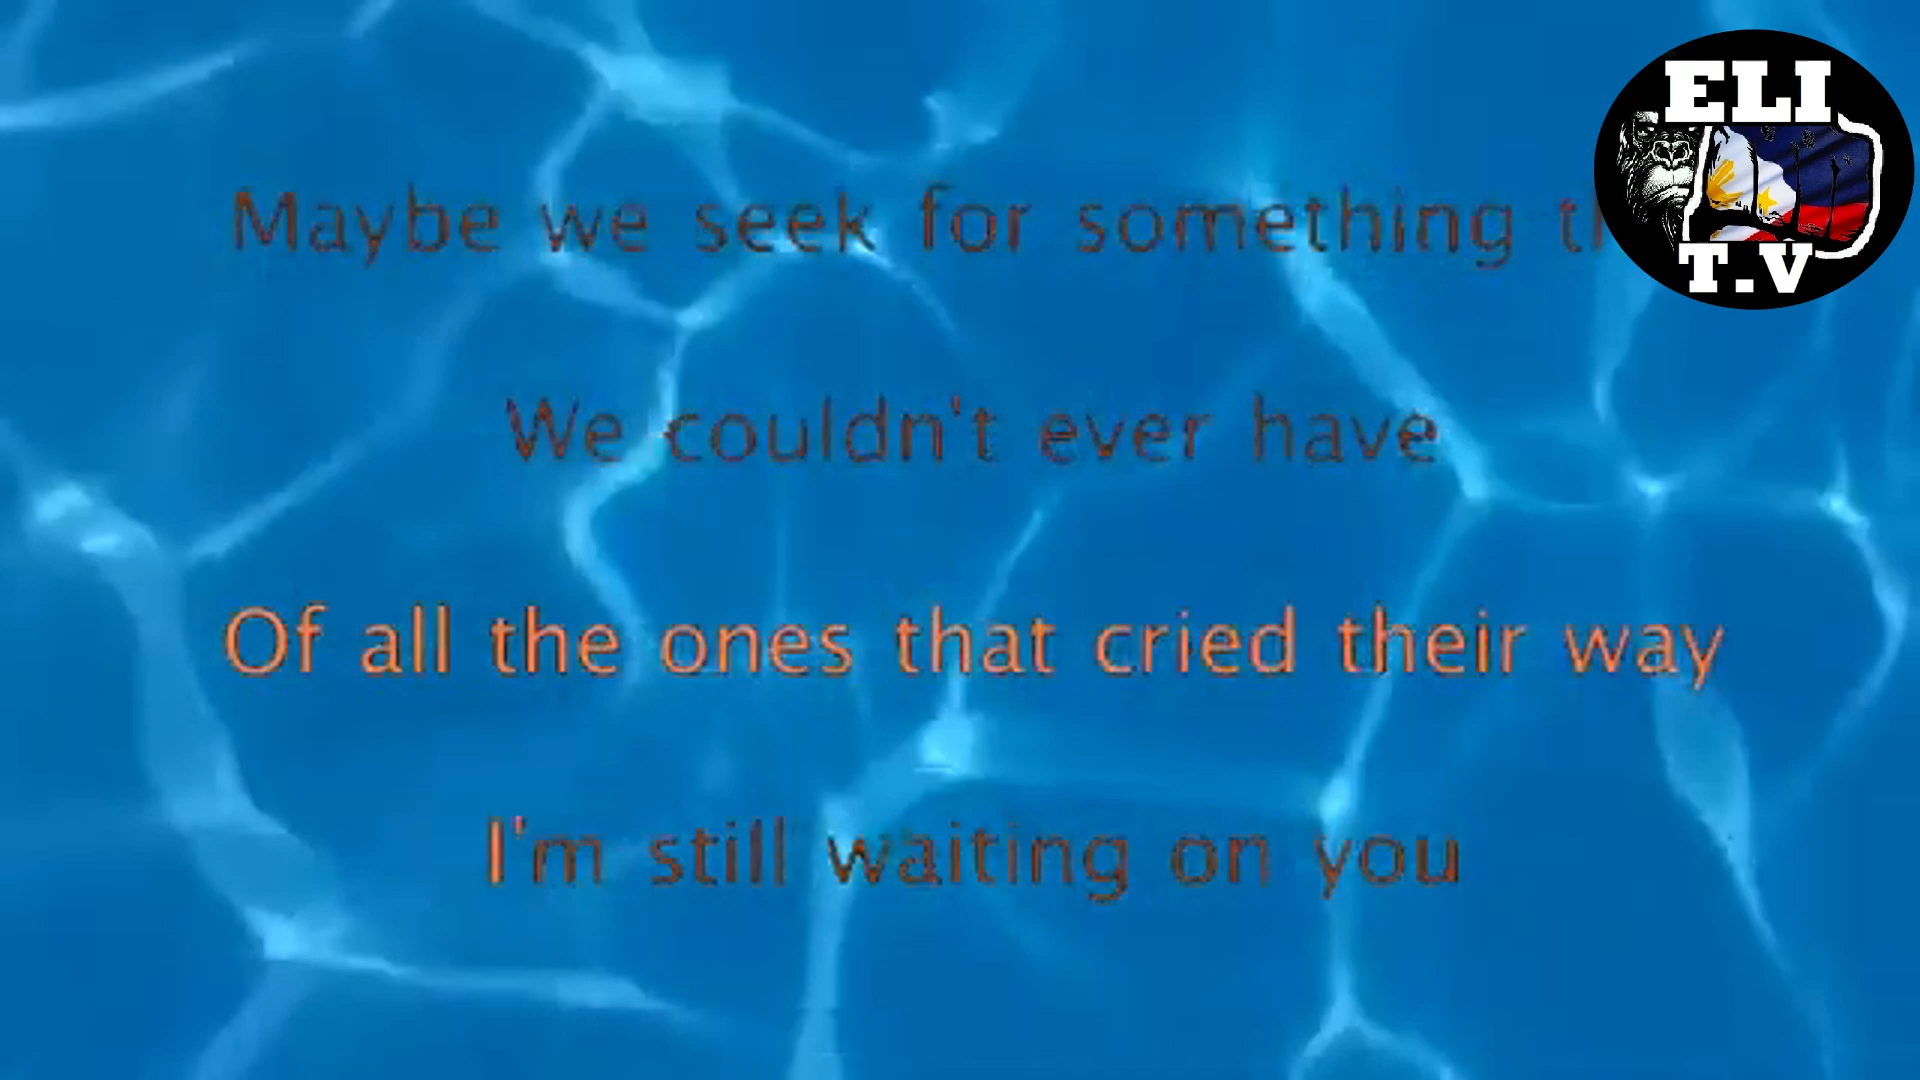 ELI
T.V
Maybe we seek for something
We couldn't ever have
Of all the ones that cried their way
I'm still waiting on you